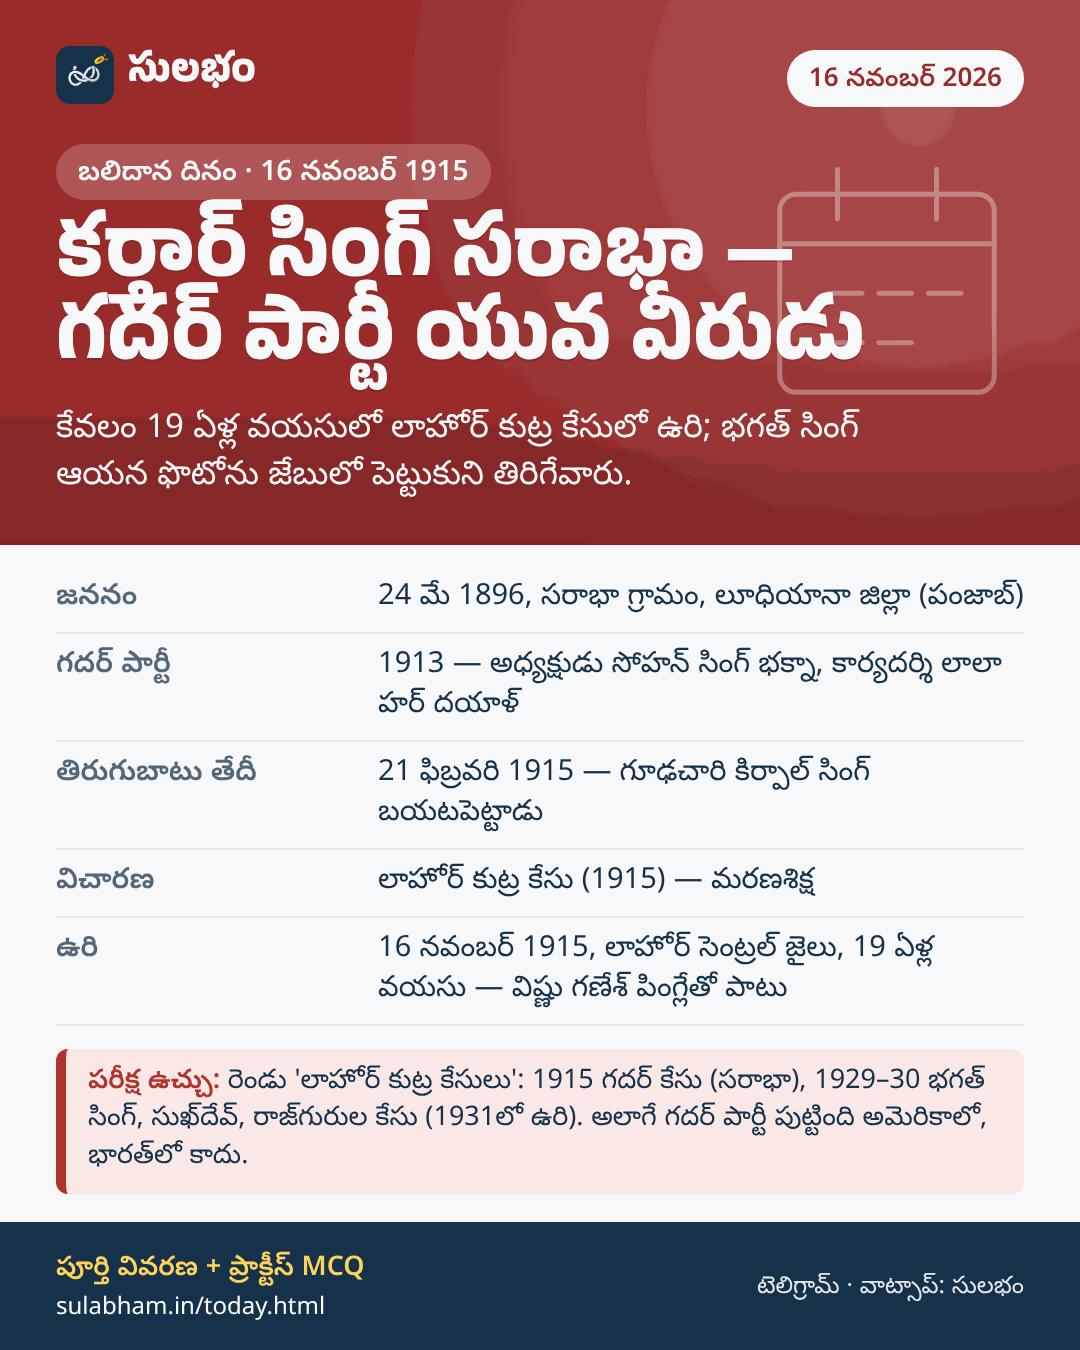 సులభం
16 నవంబర్ 2026
బలిదాన దినం · 16 నవంబర్ 1915
కర్తార్ సింగ్ సరాభా —
గదర్ పార్టీ యువ వీరుడు
కేవలం 19 ఏళ్ల వయసులో లాహోర్ కుట్ర కేసులో ఉరి; భగత్ సింగ్
ఆయన ఫొటోను జేబులో పెట్టుకుని తిరిగేవారు.
జననం
24 మే 1896, సరాభా గ్రామం, లూధియానా జిల్లా (పంజాబ్)
గదర్ పార్టీ
1913 — అధ్యక్షుడు సోహన్ సింగ్ భక్నా, కార్యదర్శి లాలా
హర్ దయాళ్
తిరుగుబాటు తేదీ
21 ఫిబ్రవరి 1915 — గూఢచారి కిర్పాల్ సింగ్
బయటపెట్టాడు
విచారణ
లాహోర్ కుట్ర కేసు (1915) — మరణశిక్ష
ఉరి
16 నవంబర్ 1915, లాహోర్ సెంట్రల్ జైలు, 19 ఏళ్ల
వయసు — విష్ణు గణేశ్ పింగ్లేతో పాటు
పరీక్ష ఉచ్చు: రెండు 'లాహోర్ కుట్ర కేసులు': 1915 గదర్ కేసు (సరాభా), 1929–30 భగత్
సింగ్, సుఖ్‌దేవ్, రాజ్‌గురుల కేసు (1931లో ఉరి). అలాగే గదర్ పార్టీ పుట్టింది అమెరికాలో,
భారత్‌లో కాదు.
పూర్తి వివరణ + ప్రాక్టీస్ MCQ
sulabham.in/today.html
టెలిగ్రామ్ · వాట్సాప్: సులభం